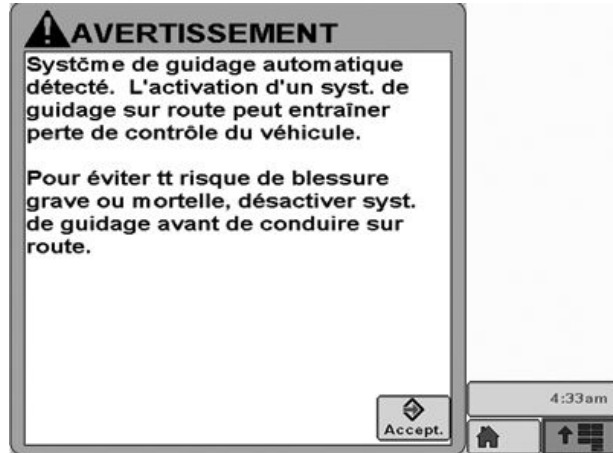 AVERTISSEMENT
Systčme de guidage automatique
détecté. L'activation d'un syst. de
guidage sur route peut entraîner
perte de contrôle du véhicule.
Pour éviter tt risque de blessure
grave ou mortelle, désactiver syst.
de guidage avant de conduire sur
route.
Accept.
4:33am